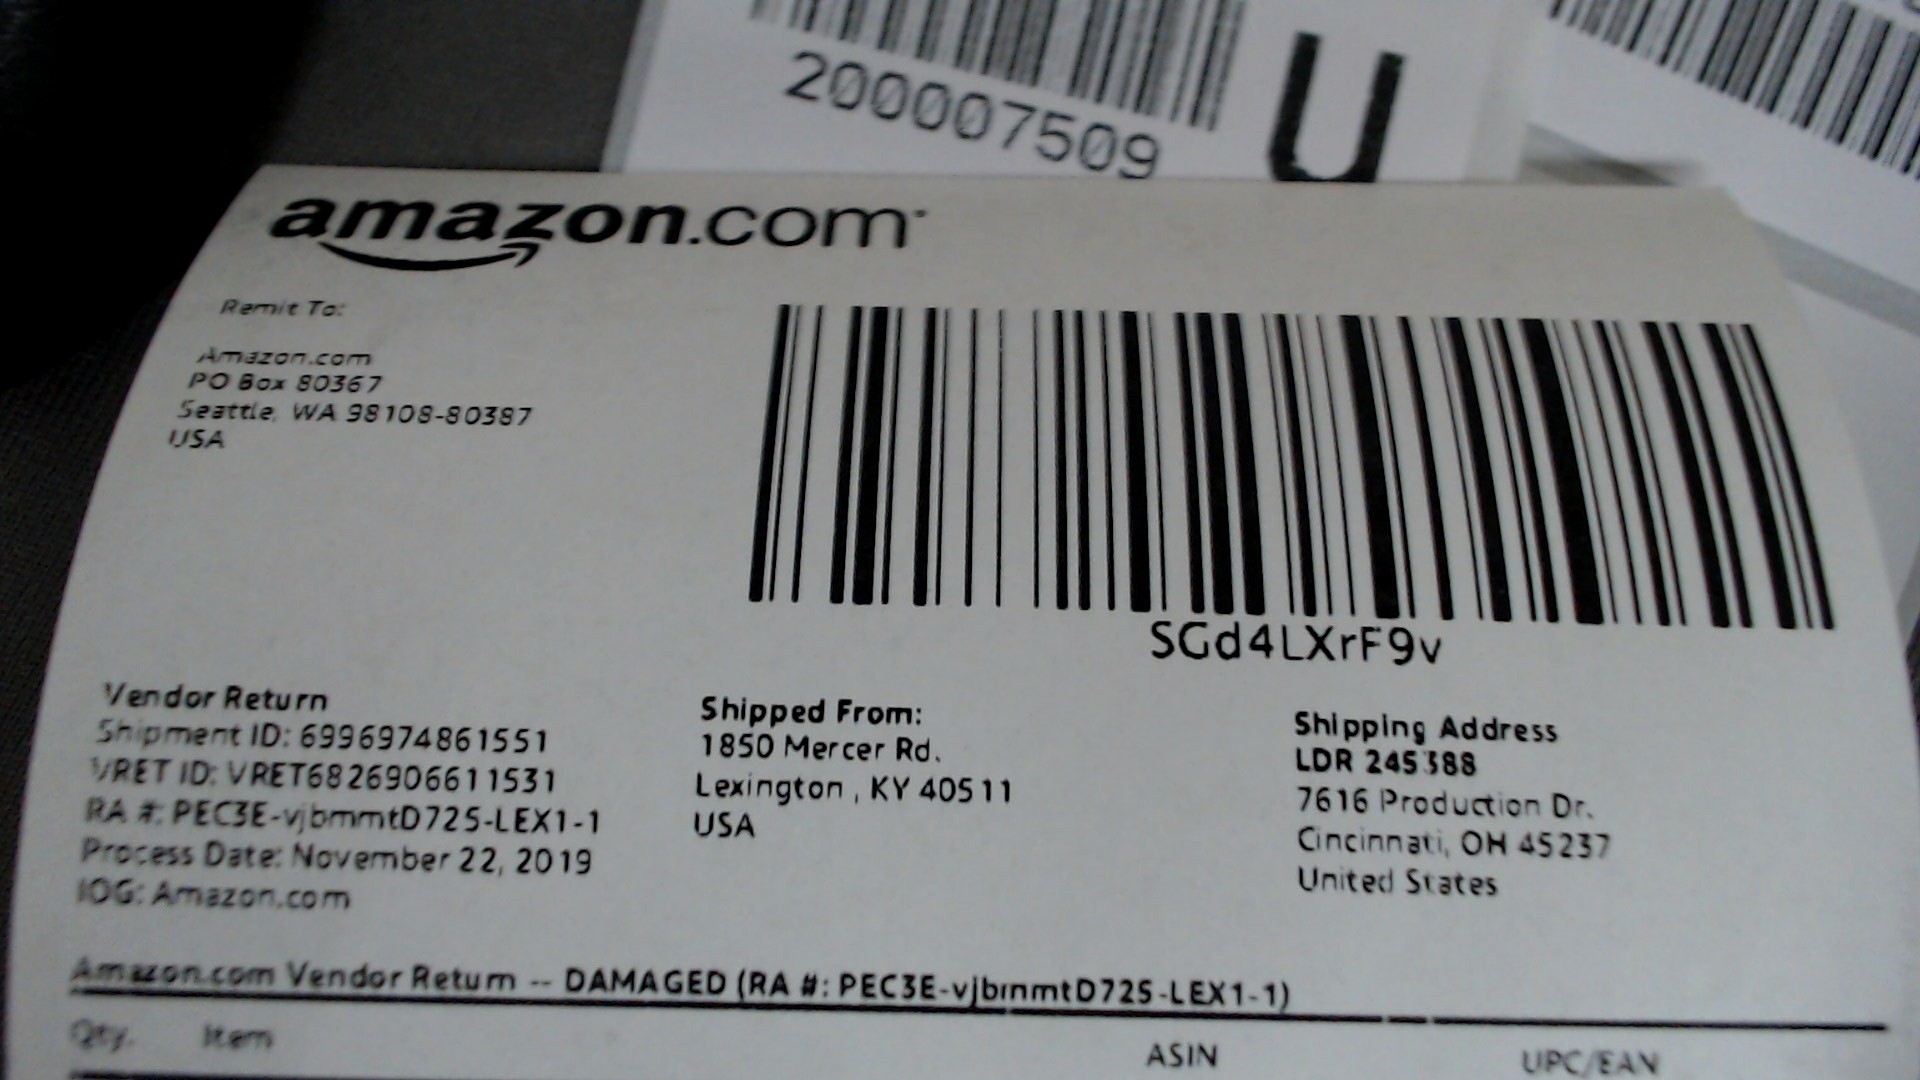 200007509
U
amazon.com
Remit To:
Amazon.com
PO Box 80367
Seattle, WA 98108-80387
USA
SGd4LXrF9v
Vendor Return
Shipment ID: 6996974861551
VRET ID: VRET6826906611531
RA #: PEC3E-vjbmmtD725-LEX1-1
Process Date: November 22, 2019
IOG: Amazon.com
Shipped From:
1850 Mercer Rd.
Lexington , KY 40511
USA
Shipping Address
LDR 245388
7616 Production Dr.
Cincinnati, OH 45237
United States
Amazon.com Vendor Return -- DAMAGED (RA #: PEC3E-vjbmmtD725-LEX1-1)
Qty. Item ASIN UPC/EAN